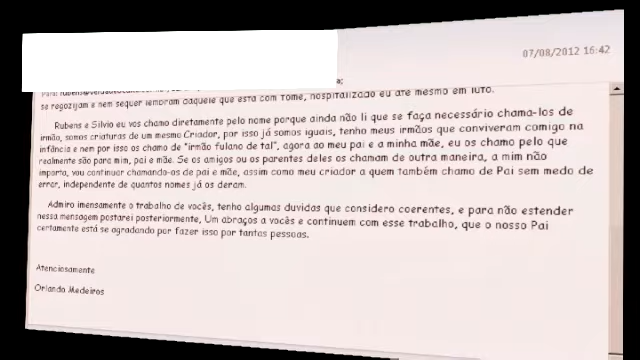 07/08/2012 16:42
se regozijam e nem sequer lembram daquele que está com fome, hospitalizado eu até mesmo em luto.
Rubens e Silvio eu vos chamo diretamente pelo nome porque ainda não li que se faça necessário chama-los de
irmão, somos criaturas de um mesmo Criador, por isso já somos iguais, tenho meus irmãos que conviveram comigo na
infância e nem por isso os chamo de "irmão fulano de tal", agora ao meu pai e a minha mãe, eu os chamo pelo que
realmente são para mim, pai e mãe. Se os amigos ou os parentes deles os chamam de outra maneira, a mim não
importa, vou continuar chamando-os de pai e mãe, assim como meu criador a quem também chamo de Pai sem medo de
error, independente de quantos nomes já os deram.
Admiro imensamente o trabalho de vocês, tenho algumas duvidas que considero coerentes, e para não estender
nessa mensagem postarei posteriormente, Um abraços a vocês e continuem com esse trabalho, que o nosso Pai
certamente está se agradando por fazer isso por tantas pessoas.
Atenciosamente
Orlando Medeiros